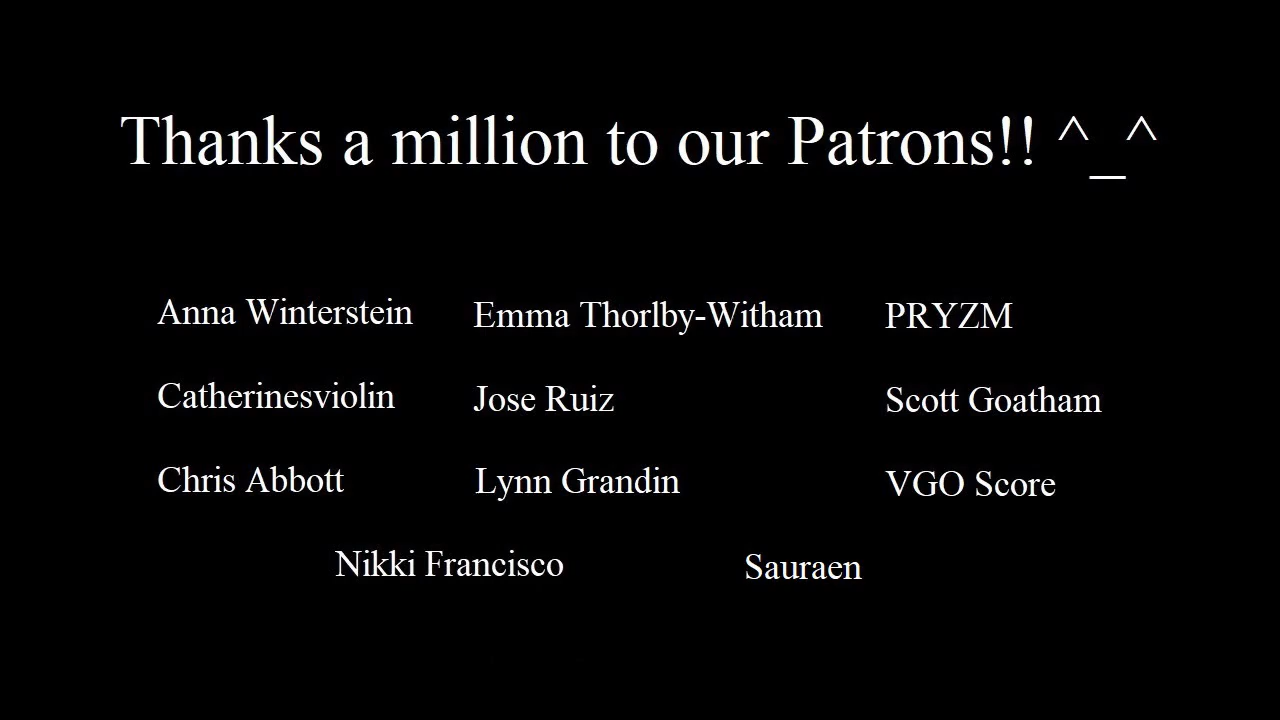 Thanks a million to our Patrons!! ^_^
Anna Winterstein Emma Thorlby-Witham PRYZM
Catherinesviolin Jose Ruiz Scott Goatham
Chris Abbott Lynn Grandin VGO Score
Nikki Francisco Sauraen